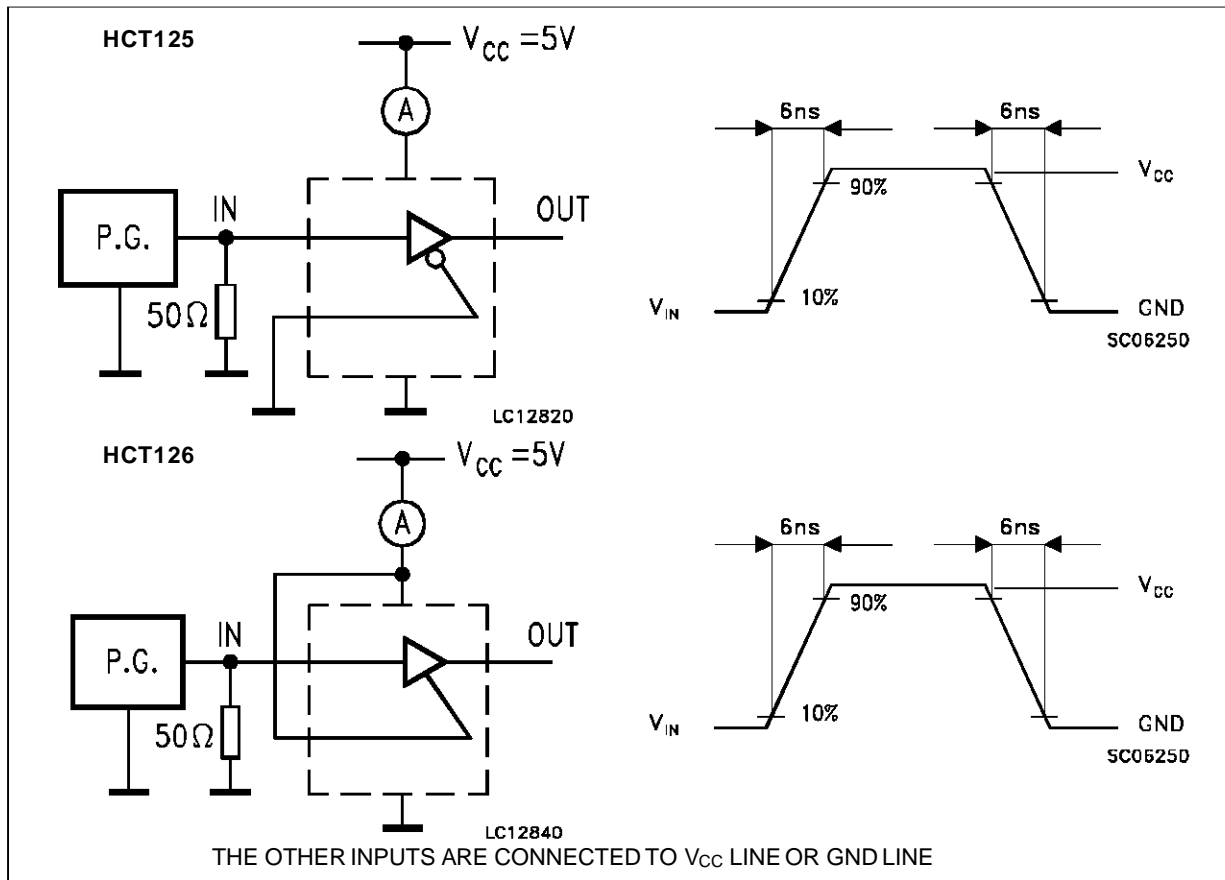 HCT125
V_CC =5V
A
P.G.
IN
OUT
50Ω
LC12820
6ns
6ns
V_CC
90%
10%
V_IN
GND
SC06250
HCT126
V_CC =5V
A
P.G.
IN
OUT
50Ω
LC12840
6ns
6ns
V_CC
90%
10%
V_IN
GND
SC06250
THE OTHER INPUTS ARE CONNECTED TO V_CC LINE OR GND LINE